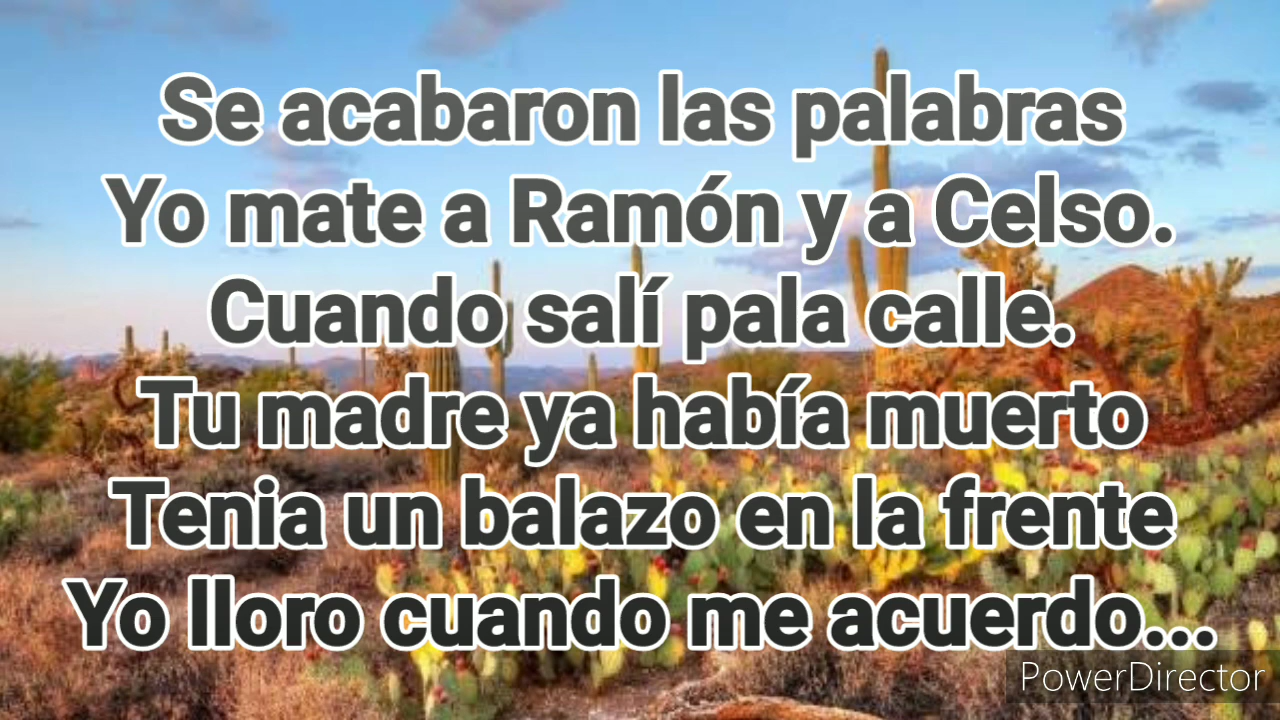 Se acabaron las palabras
Yo mate a Ramón y a Celso.
Cuando salí pala calle.
Tu madre ya había muerto
Tenia un balazo en la frente
Yo lloro cuando me acuerdo...
PowerDirector